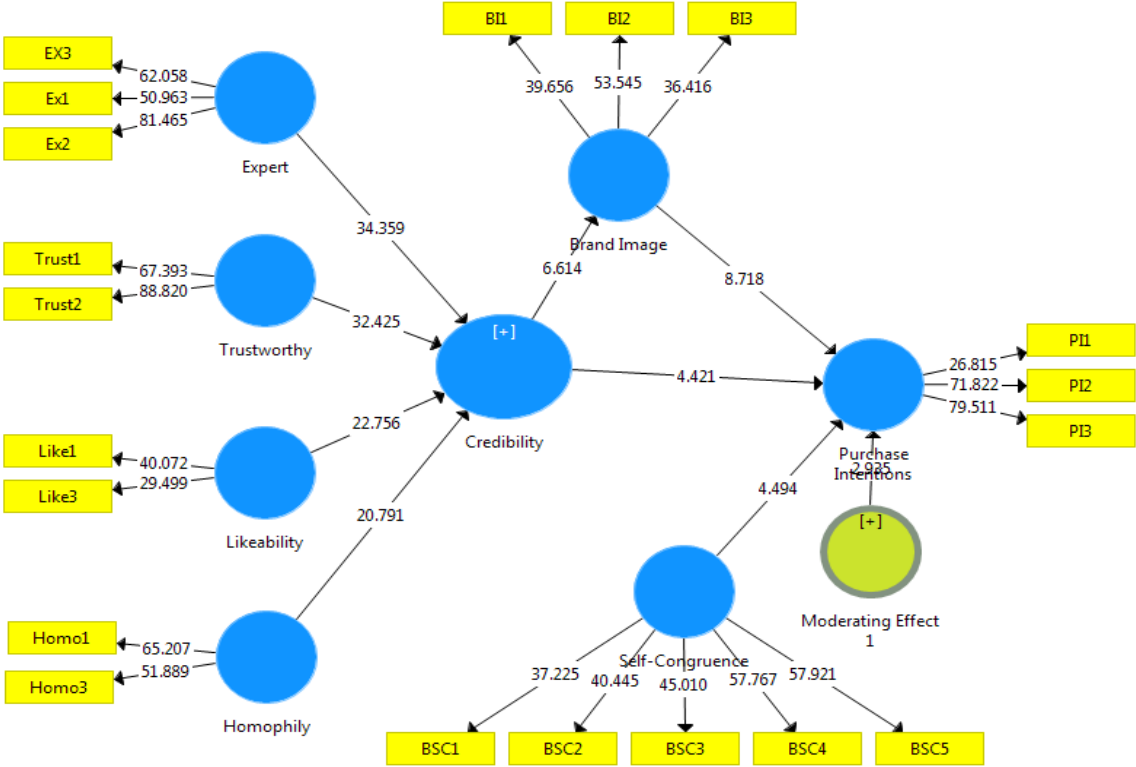 BI1
BI2
BI3
EX3
Ex1
Ex2
62.058
50.963
81.465
39.656
53.545
36.416
Expert
34.359
Brand Image
Trust1
Trust2
67.393
88.820
Trustworthy
32.425
6.614
8.718
[+]
Credibility
4.421
PI1
PI2
PI3
26.815
71.822
79.511
Purchase
Intentions
2.935
Like1
Like3
40.072
29.499
Likeability
22.756
20.791
4.494
[+]
Moderating Effect
1
Homo1
Homo3
65.207
51.889
Homophily
Self-Congruence
37.225
40.445
45.010
57.767
57.921
BSC1
BSC2
BSC3
BSC4
BSC5